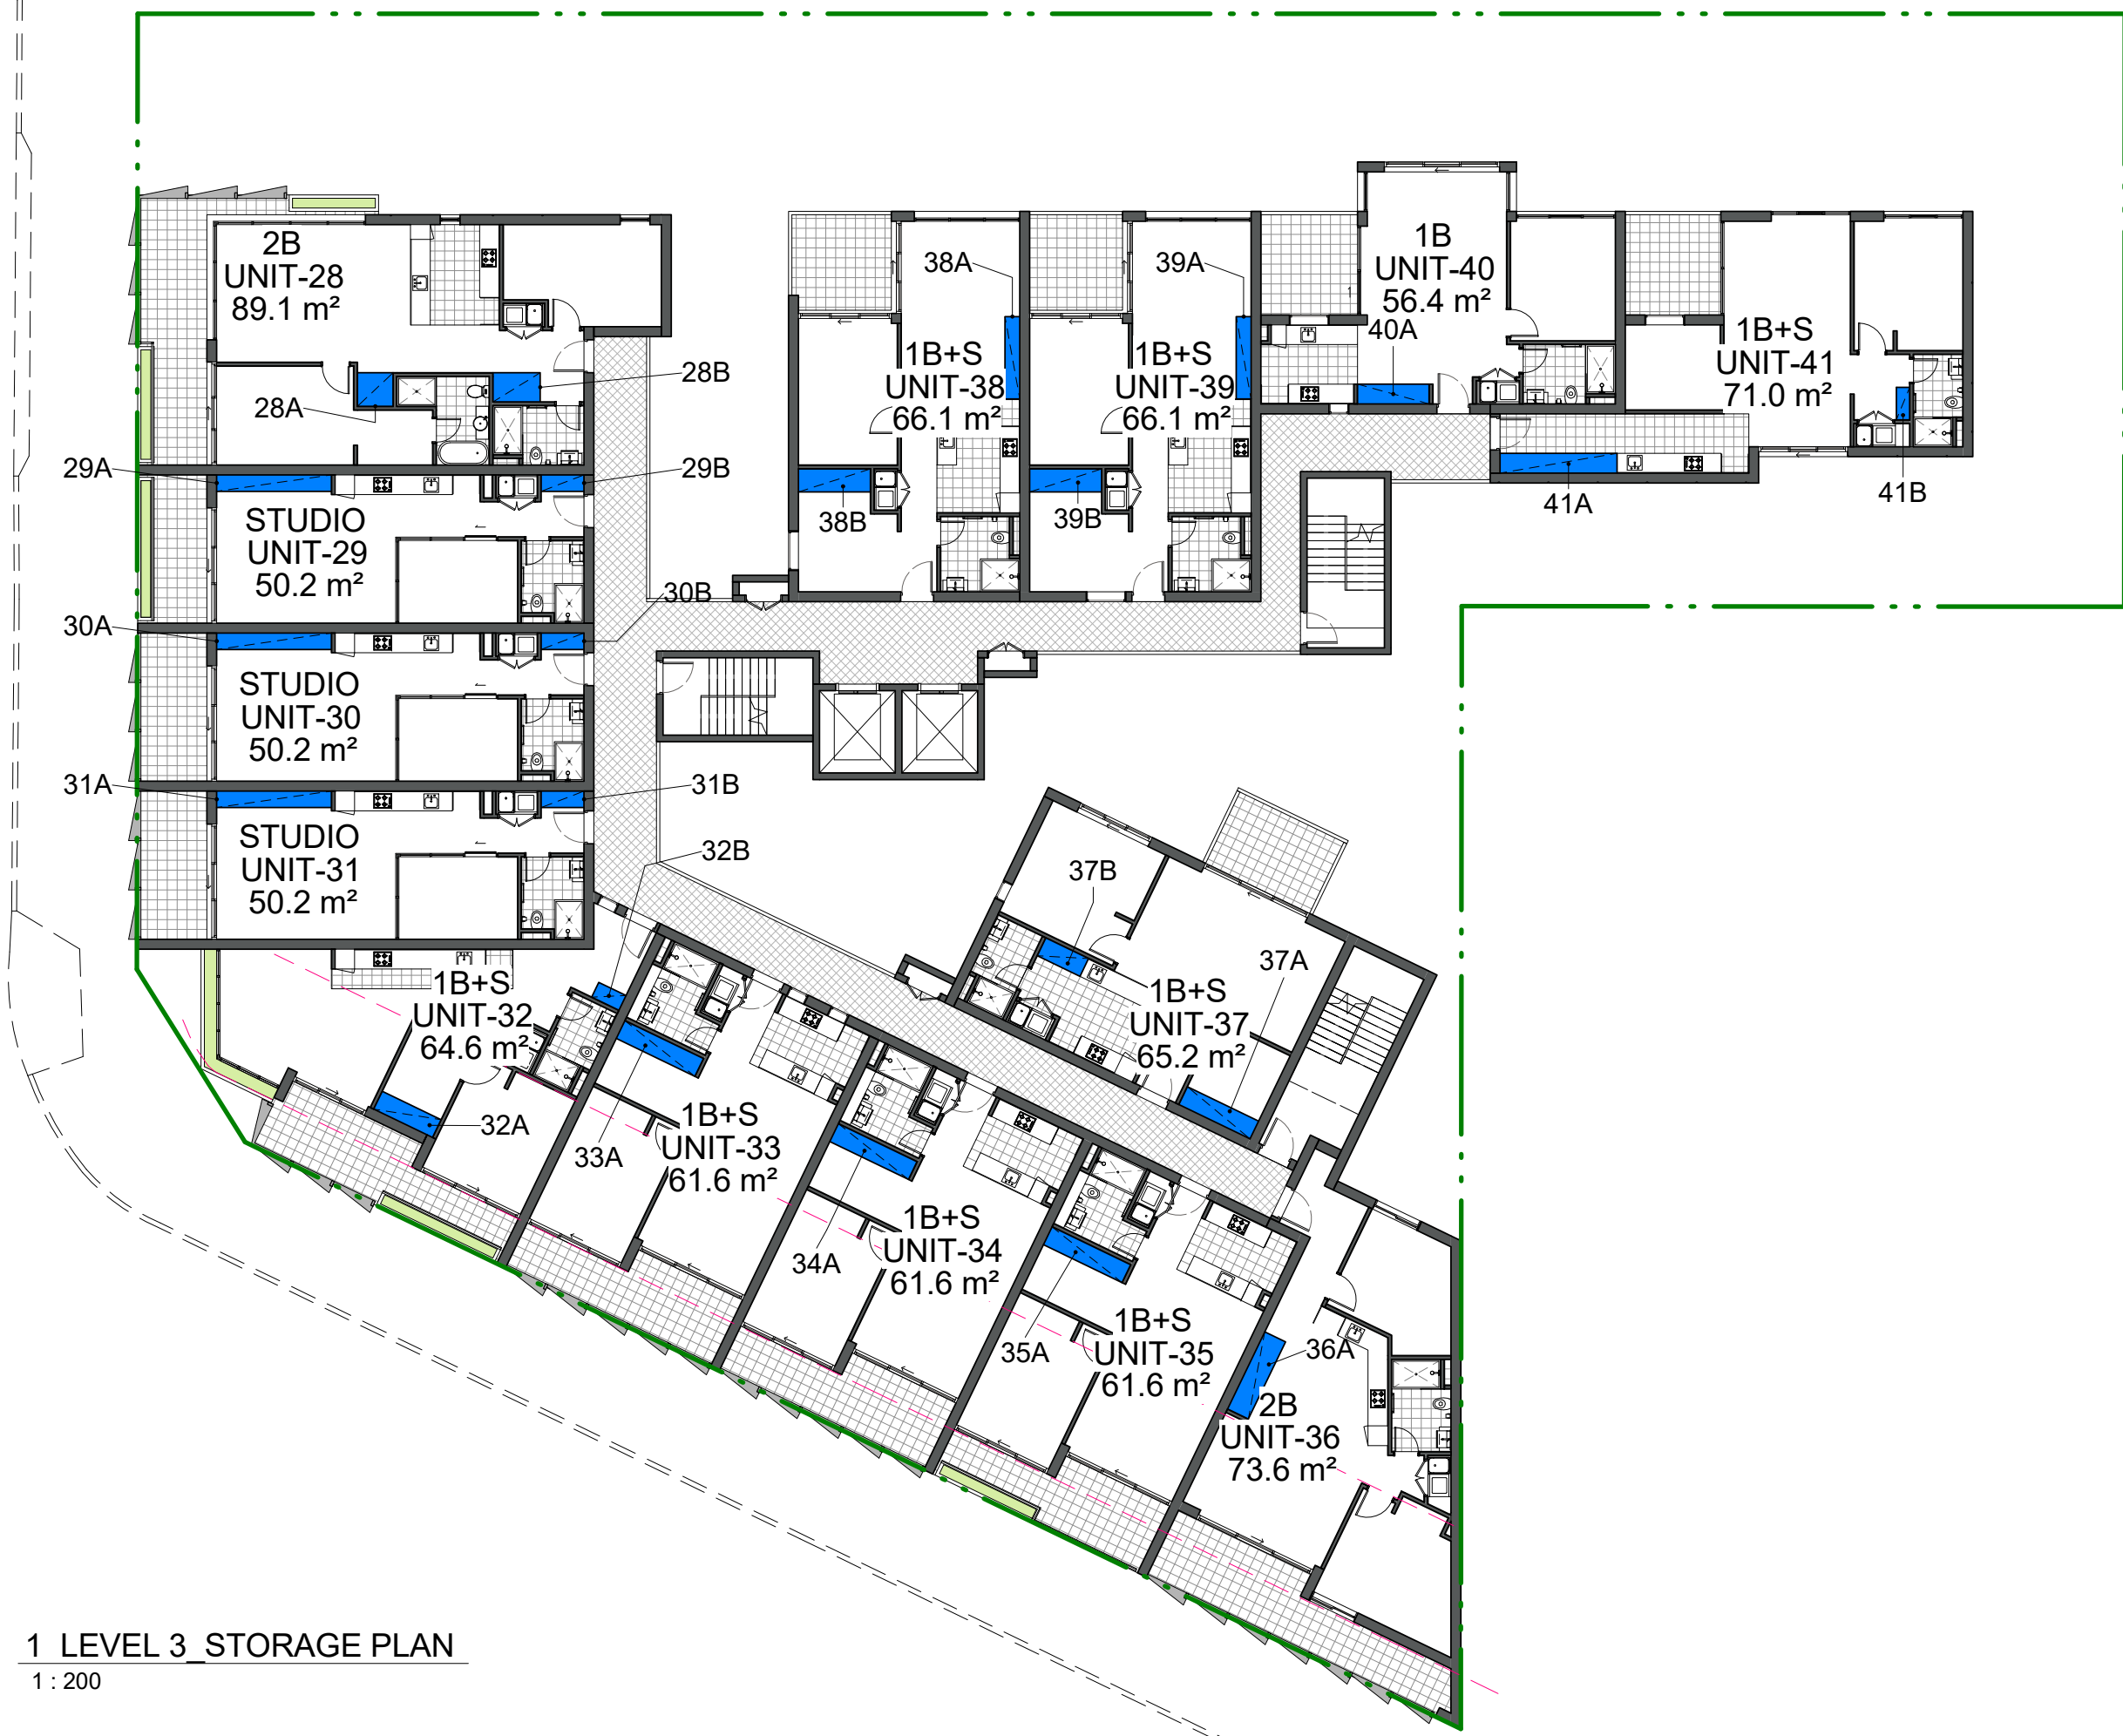 2B
UNIT-28
89.1 m²
28A
28B
29A
29B
STUDIO
UNIT-29
50.2 m²
30A
30B
STUDIO
UNIT-30
50.2 m²
31A
31B
STUDIO
UNIT-31
50.2 m²
38A
1B+S
UNIT-38
66.1 m²
38B
39A
1B+S
UNIT-39
66.1 m²
39B
1B
UNIT-40
56.4 m²
40A
1B+S
UNIT-41
71.0 m²
41A
41B
32B
1B+S
UNIT-32
64.6 m²
32A
37B
37A
1B+S
UNIT-37
65.2 m²
1B+S
UNIT-33
61.6 m²
33A
1B+S
UNIT-34
61.6 m²
34A
1B+S
UNIT-35
61.6 m²
35A
36A
2B
UNIT-36
73.6 m²
1 LEVEL 3_STORAGE PLAN
1 : 200